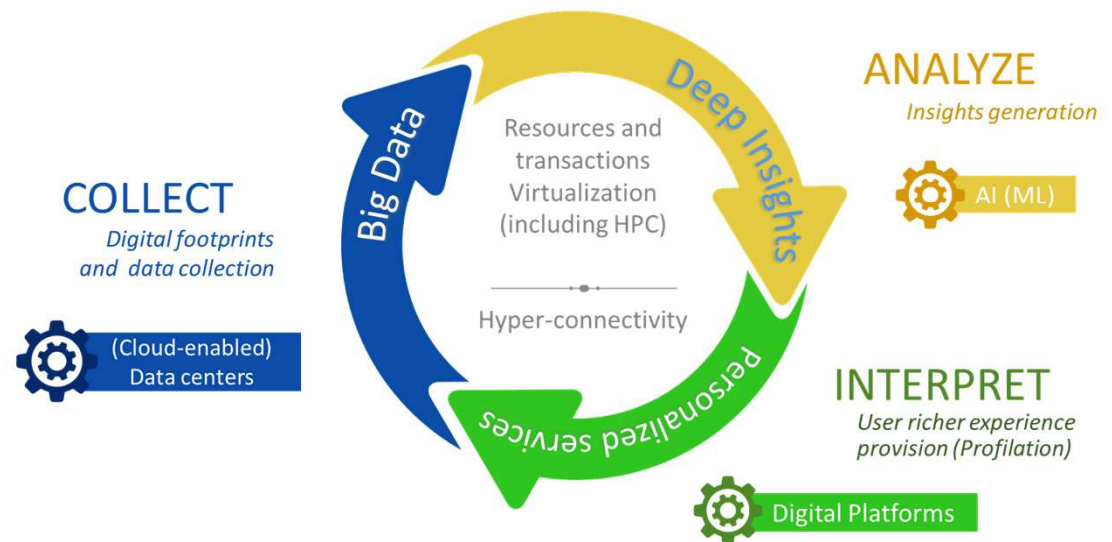 COLLECT
Digital footprints
and data collection
(Cloud-enabled)
Data centers
Big Data
Deep Insights
Personalized services
Resources and
transactions
Virtualization
(including HPC)
Hyper-connectivity
ANALYZE
Insights generation
AI (ML)
INTERPRET
User richer experience
provision (Profilation)
Digital Platforms